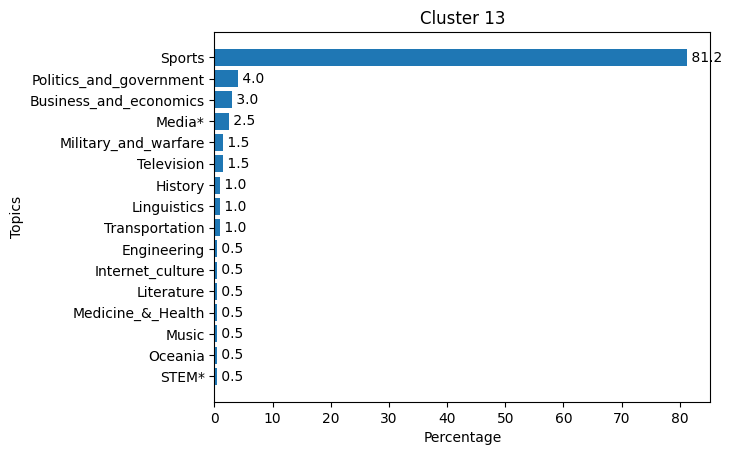 Cluster 13
Sports 81.2
Politics_and_government 4.0
Business_and_economics 3.0
Media* 2.5
Military_and_warfare 1.5
Television 1.5
History 1.0
Linguistics 1.0
Transportation 1.0
Engineering 0.5
Internet_culture 0.5
Literature 0.5
Medicine_&_Health 0.5
Music 0.5
Oceania 0.5
STEM* 0.5
Topics
0 10 20 30 40 50 60 70 80
Percentage